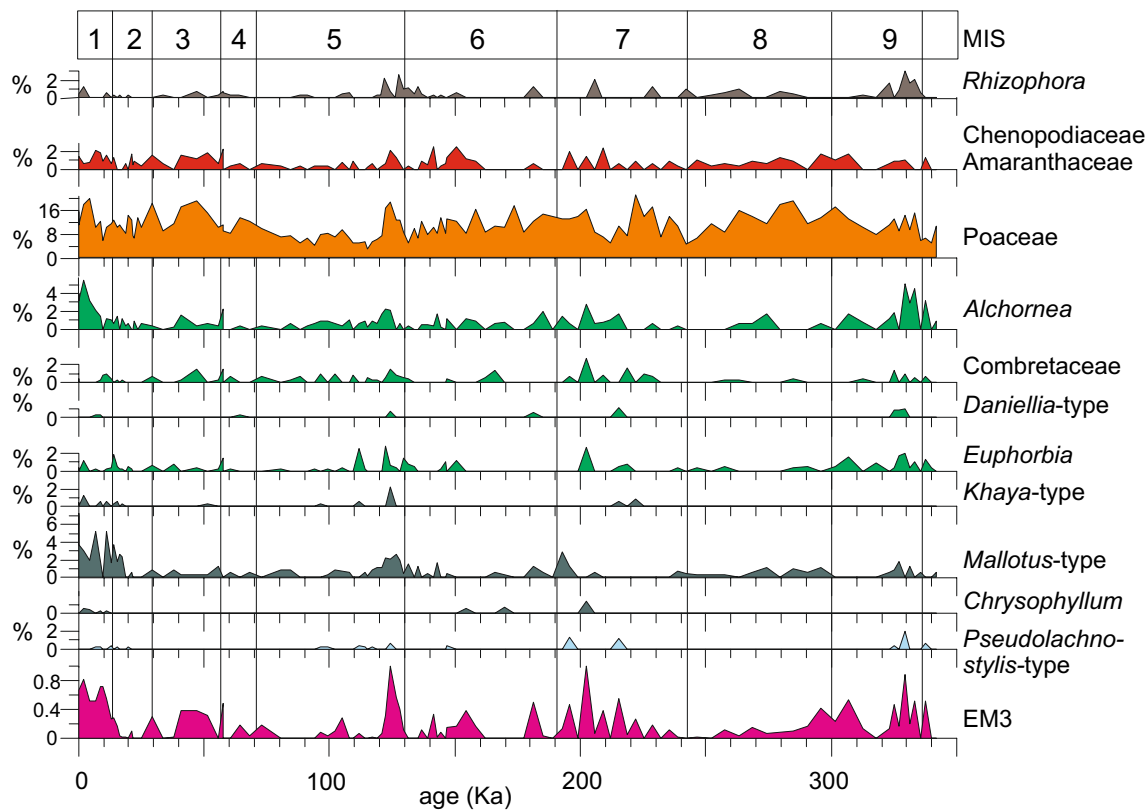 1 2 3 4 5 6 7 8 9 MIS
% 2 0 Rhizophora
Chenopodiaceae
% 2 0 Amaranthaceae
16
8
% 0 Poaceae
4
% 2 0 Alchornea
% 2 0 Combretaceae
% 0 Daniellia-type
% 2 0 Euphorbia
% 2 0 Khaya-type
6
4
% 2 0 Mallotus-type
0 Chrysophyllum
% 2 0 Pseudolachno-
stylis-type
0.8
0.4
0 EM3
0 100 200 300
age (Ka)